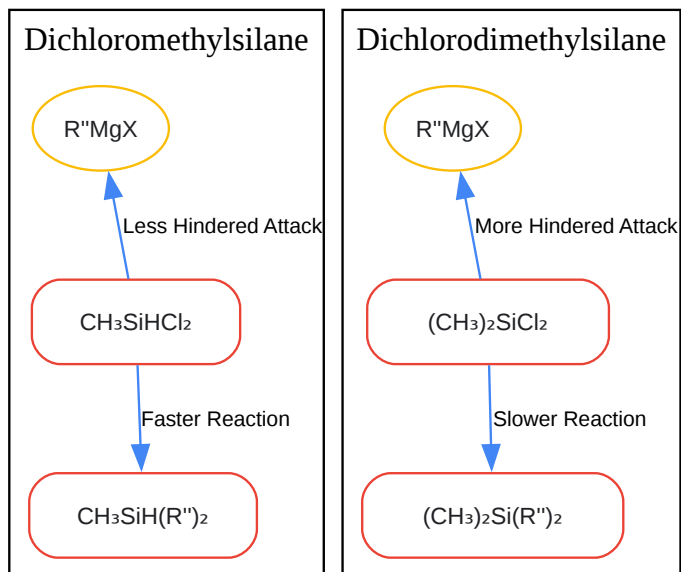 Dichloromethylsilane
R"MgX
Less Hindered Attack
CH₃SiHCl₂
Faster Reaction
CH₃SiH(R")₂
Dichlorodimethylsilane
R"MgX
More Hindered Attack
(CH₃)₂SiCl₂
Slower Reaction
(CH₃)₂Si(R")₂